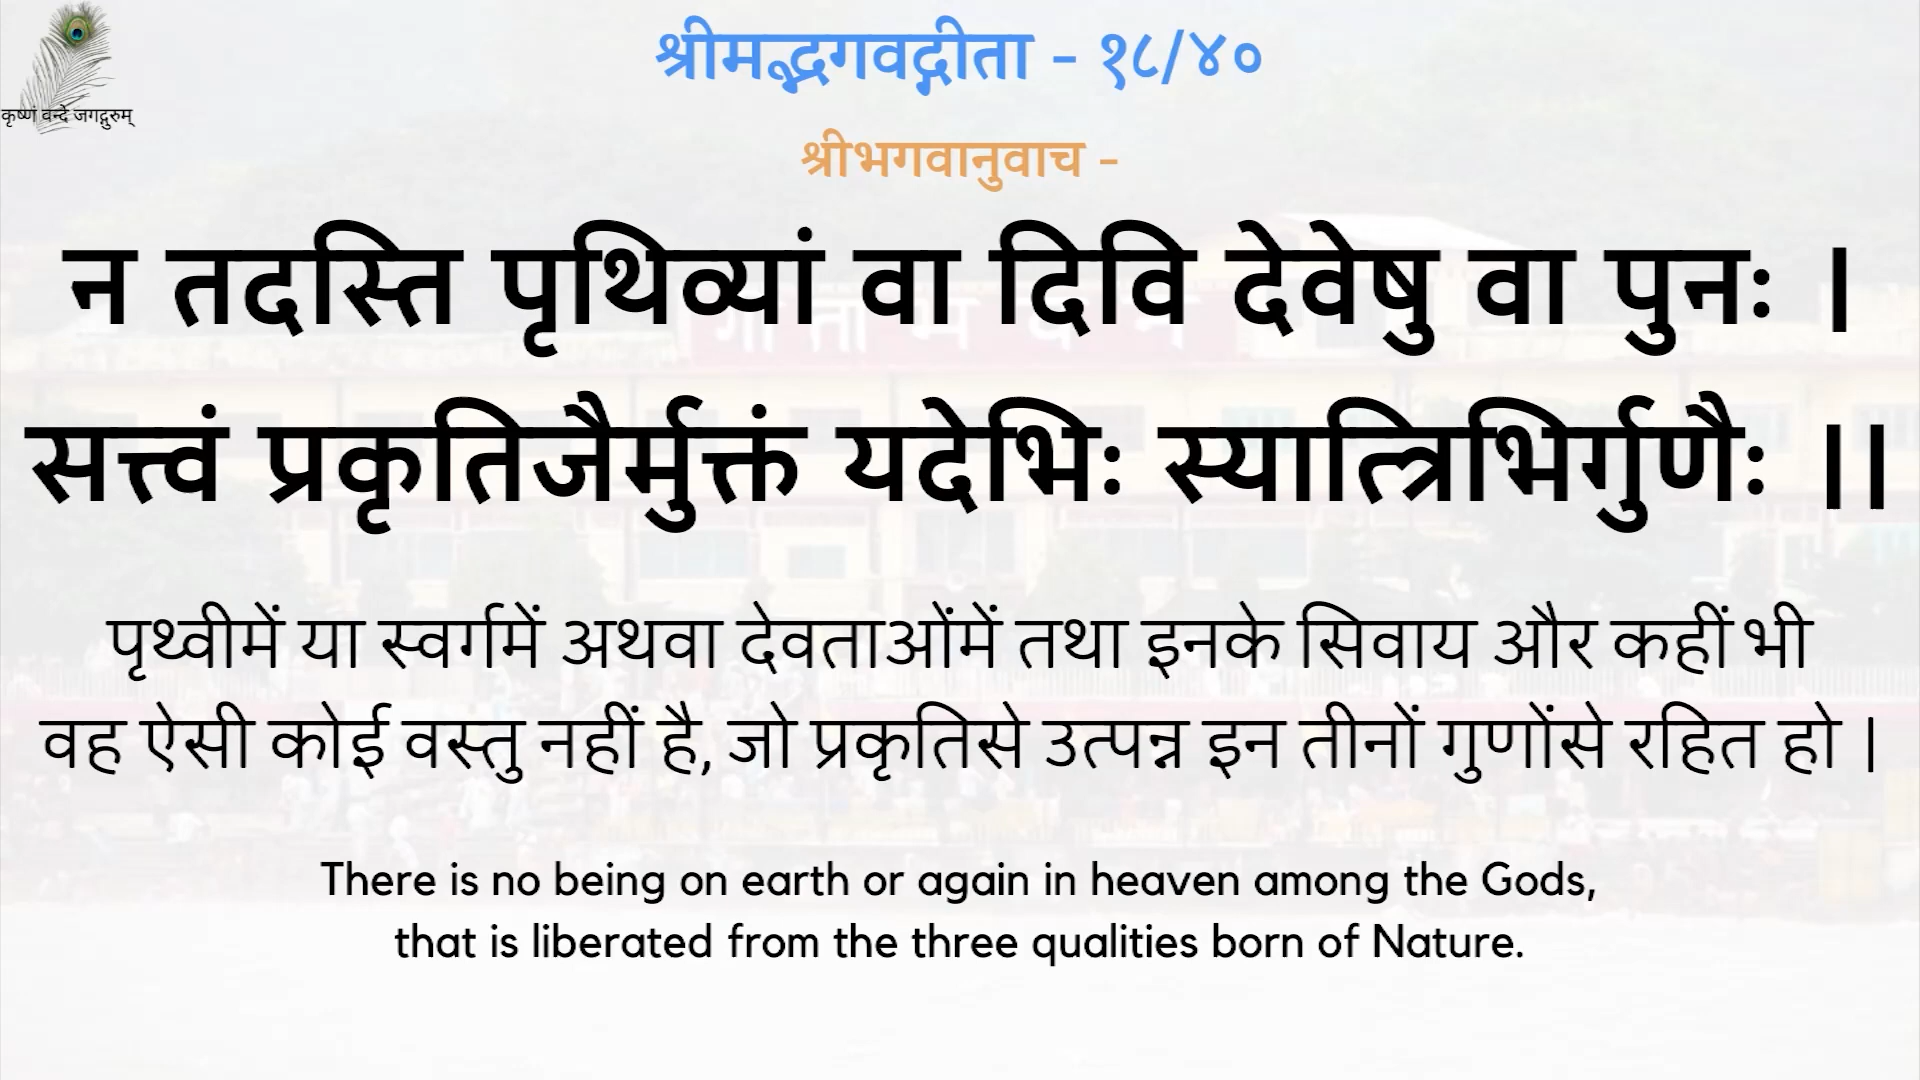 श्रीमद्भगवद्गीता - १८/४०
कृष्णं वन्दे जगद्गुरुम्
श्रीभगवानुवाच -
न तदस्ति पृथिव्यां वा दिवि देवेषु वा पुनः ।
सत्त्वं प्रकृतिजैर्मुक्तं यदेभिः स्यात्त्रिभिर्गुणैः ।।
पृथ्वीमें या स्वर्गमें अथवा देवताओंमें तथा इनके सिवाय और कहीं भी
वह ऐसी कोई वस्तु नहीं है, जो प्रकृतिसे उत्पन्न इन तीनों गुणोंसे रहित हो ।
There is no being on earth or again in heaven among the Gods,
that is liberated from the three qualities born of Nature.